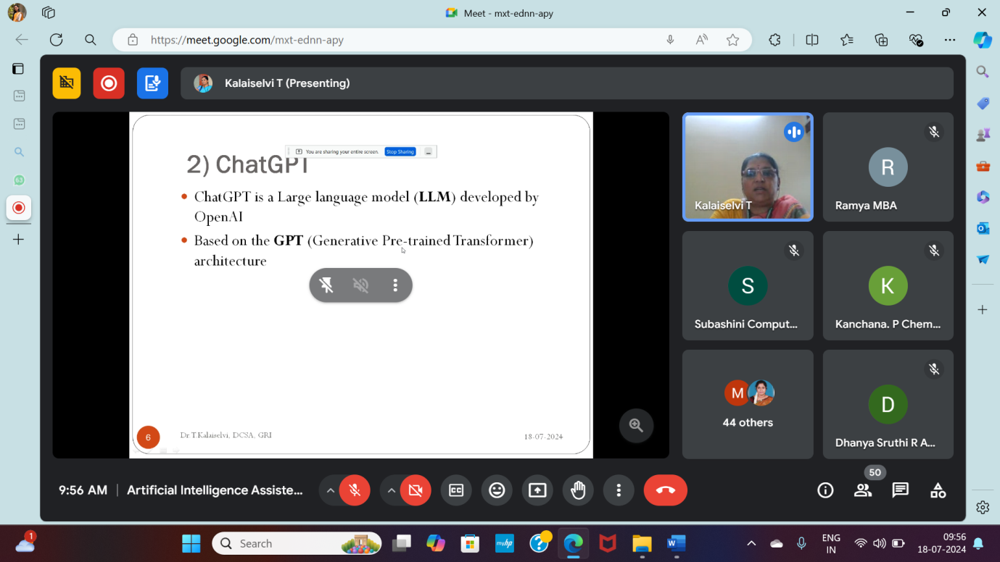 Meet - mxt-ednn-apy
https://meet.google.com/mxt-ednn-apy
Kalaiselvi T (Presenting)
You are sharing your entire screen. Stop Sharing
2) ChatGPT
ChatGPT is a Large language model (LLM) developed by
OpenAI
Based on the GPT (Generative Pre-trained Transformer)
architecture
6
Dr.T.Kalaiselvi, DCSA, GRI
18-07-2024
Kalaiselvi T
R
Ramya MBA
S
Subashini Comput...
K
Kanchana. P Chem...
M
44 others
D
Dhanya Sruthi R A...
9:56 AM | Artificial Intelligence Assiste...
CC
50
1
Search
myhp
ENG
IN
09:56
18-07-2024